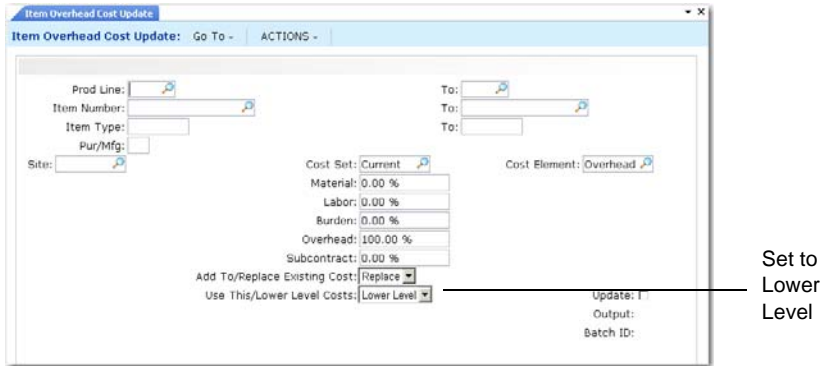 Item Overhead Cost Update
Item Overhead Cost Update: Go To ACTIONS
Prod Line: To:
Item Number: To:
Item Type: To:
Pur/Mfg:
Site: Cost Set: Current Cost Element: Overhead
Material: 0.00 %
Labor: 0.00 %
Burden: 0.00 %
Overhead: 100.00 %
Subcontract: 0.00 %
Add To/Replace Existing Cost: Replace
Use This/Lower Level Costs: Lower Level Update:
Output:
Batch ID:
Set to
Lower
Level